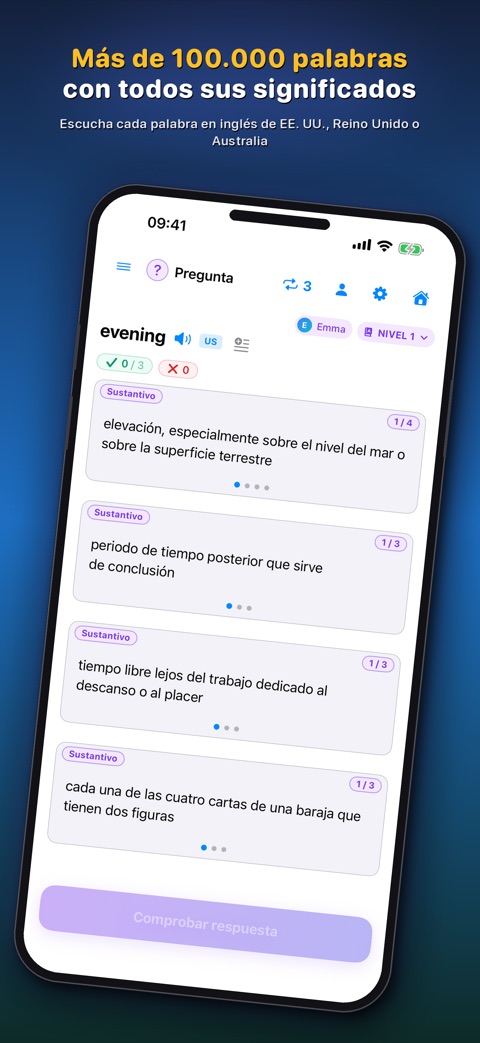 Más de 100.000 palabras
con todos sus significados
Escucha cada palabra en inglés de EE. UU., Reino Unido o
Australia
09:41
? Pregunta
3
E Emma
NIVEL 1
evening
US
0 / 3
0
Sustantivo
1 / 4
elevación, especialmente sobre el nivel del mar o
sobre la superficie terrestre
Sustantivo
1 / 3
periodo de tiempo posterior que sirve
de conclusión
Sustantivo
1 / 3
tiempo libre lejos del trabajo dedicado al
descanso o al placer
Sustantivo
1 / 3
cada una de las cuatro cartas de una baraja que
tienen dos figuras
Comprobar respuesta